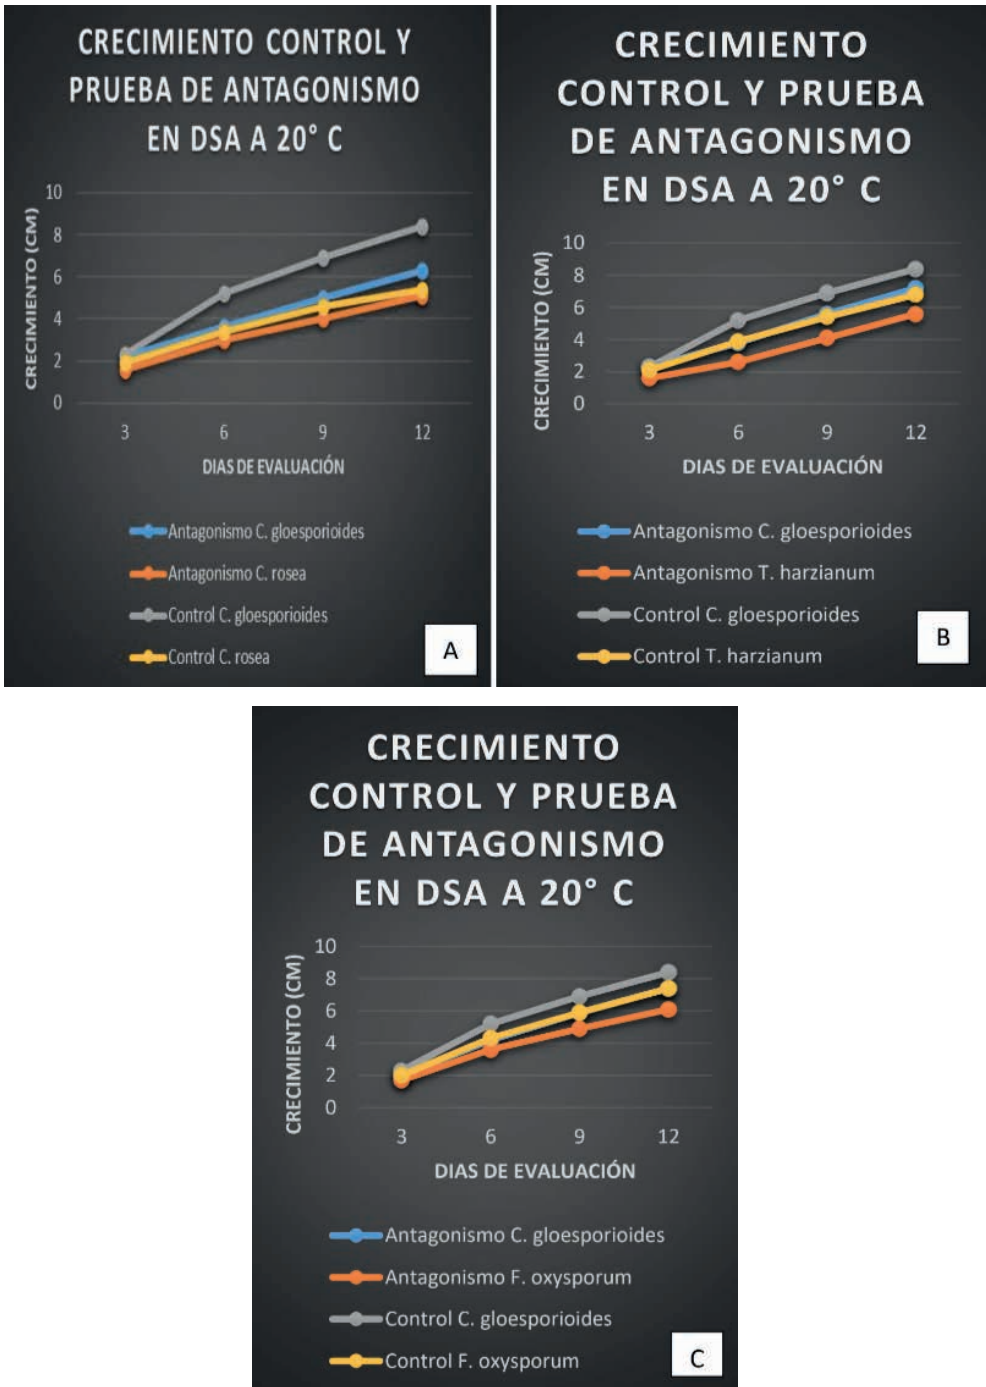 CRECIMIENTO CONTROL Y
PRUEBA DE ANTAGONISMO
EN DSA A 20° C
CRECIMIENTO (CM)
10
8
6
4
2
0
3 6 9 12
DIAS DE EVALUACIÓN
Antagonismo C. gloesporioides
Antagonismo C. rosea
Control C. gloesporioides
Control C. rosea
A
CRECIMIENTO
CONTROL Y PRUEBA
DE ANTAGONISMO
EN DSA A 20° C
CRECIMIENTO (CM)
10
8
6
4
2
0
3 6 9 12
DIAS DE EVALUACIÓN
Antagonismo C. gloesporioides
Antagonismo T. harzianum
Control C. gloesporioides
Control T. harzianum
B
CRECIMIENTO
CONTROL Y PRUEBA
DE ANTAGONISMO
EN DSA A 20° C
CRECIMIENTO (CM)
10
8
6
4
2
0
3 6 9 12
DIAS DE EVALUACIÓN
Antagonismo C. gloesporioides
Antagonismo F. oxysporum
Control C. gloesporioides
Control F. oxysporum
C